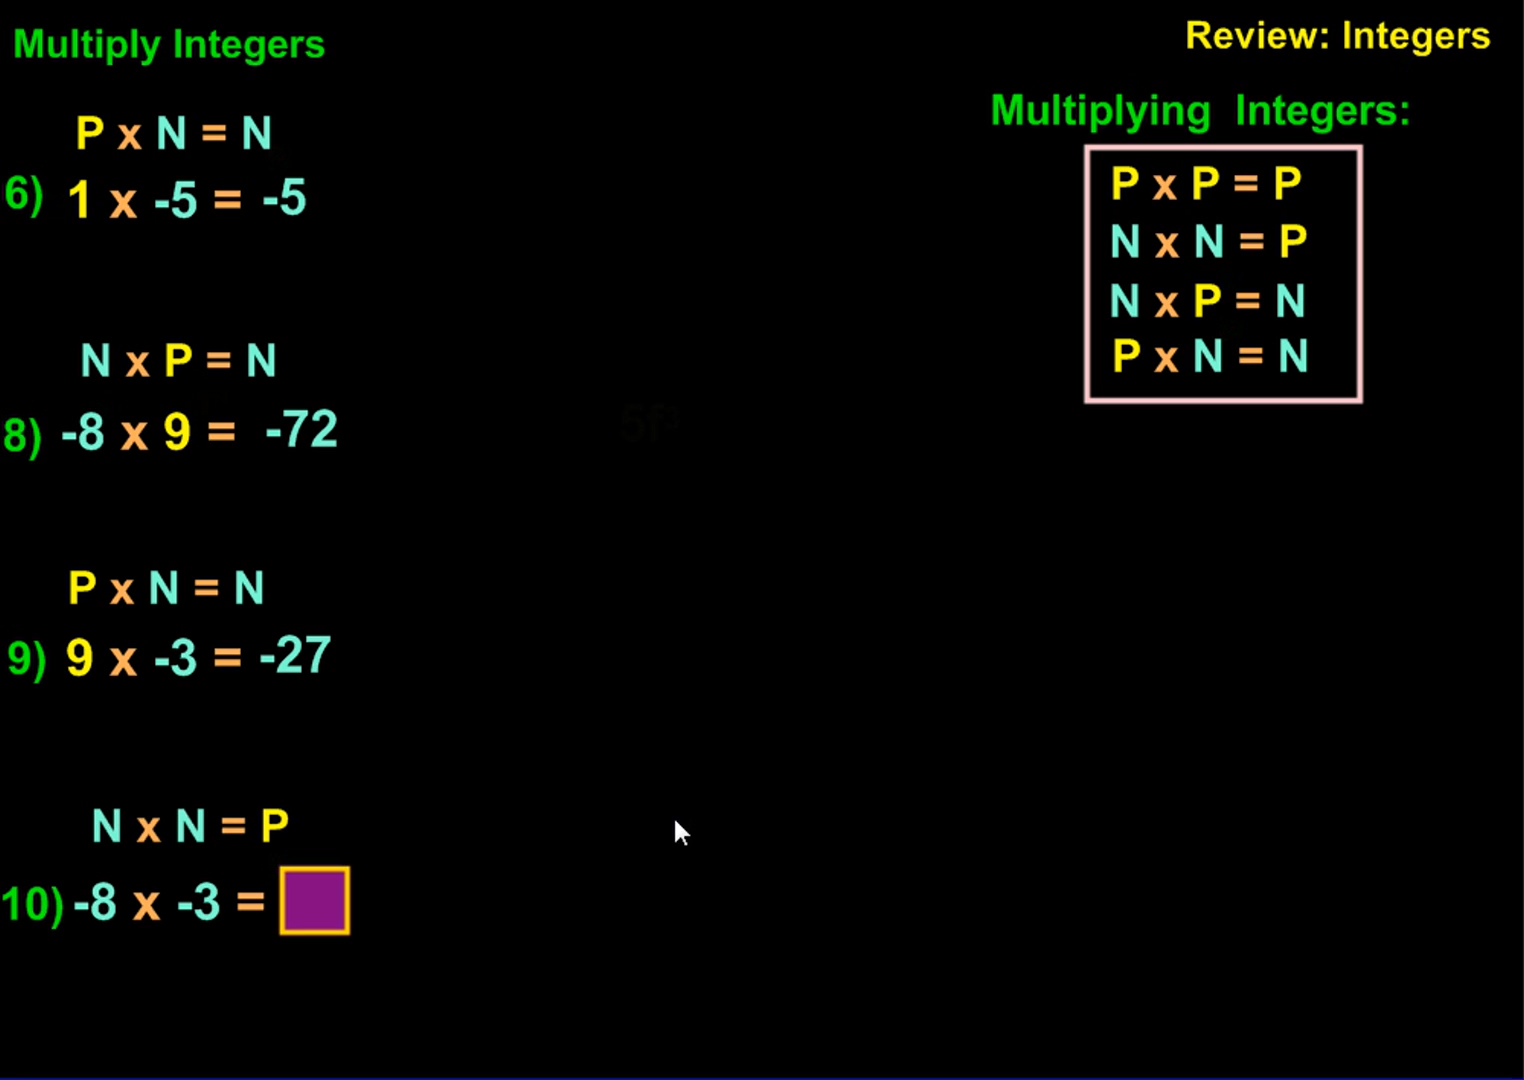 Multiply Integers
Review: Integers
Multiplying Integers:
P x P = P
N x N = P
N x P = N
P x N = N
P x N = N
6) 1 x -5 = -5
N x P = N
8) -8 x 9 = -72
P x N = N
9) 9 x -3 = -27
N x N = P
10) -8 x -3 =